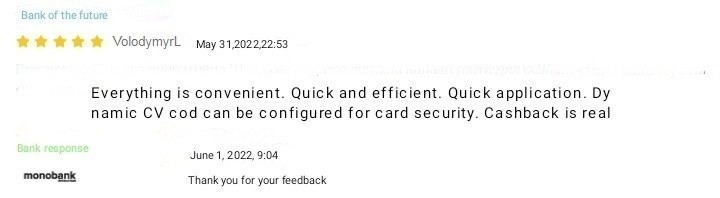 Bank of the future
VolodymyrL May 31,2022,22:53
Everything is convenient. Quick and efficient. Quick application. Dy
namic CV cod can be configured for card security. Cashback is real
Bank response
June 1, 2022, 9:04
monobank
Thank you for your feedback